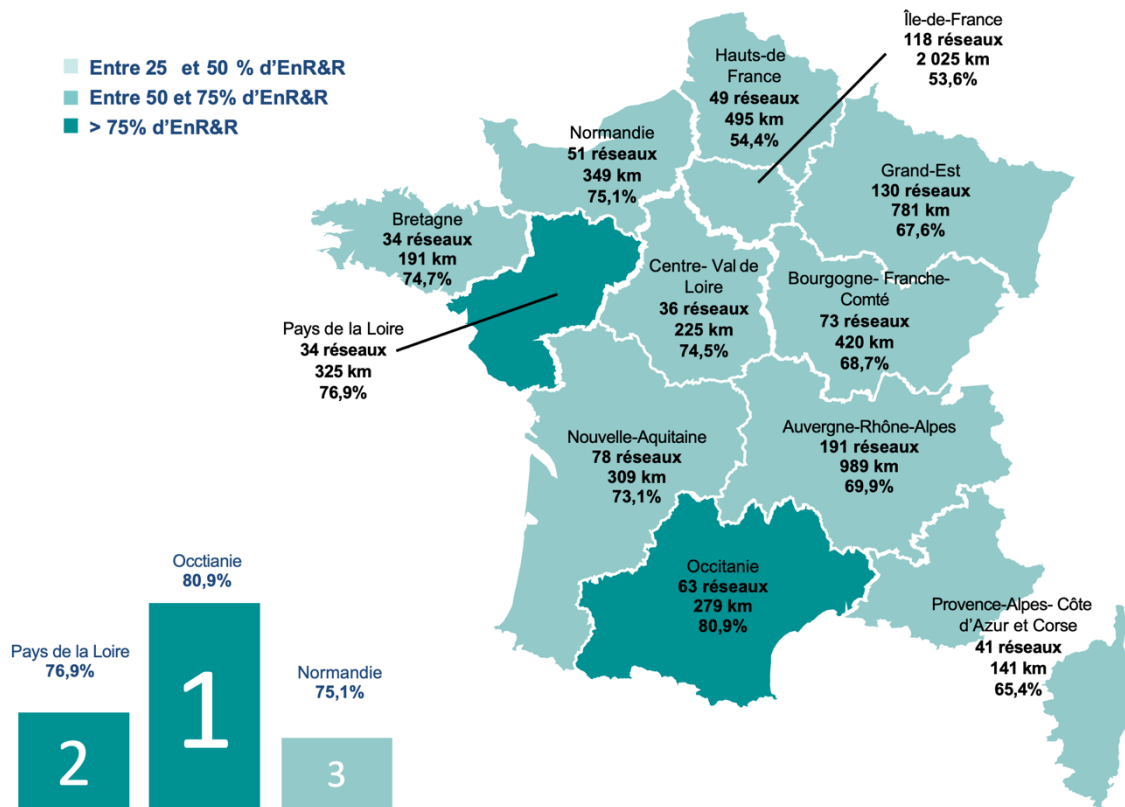 Entre 25 et 50 % d'EnR&R
Entre 50 et 75% d'EnR&R
> 75% d'EnR&R
Île-de-France
118 réseaux
2 025 km
53,6%
Hauts-de
France
49 réseaux
495 km
54,4%
Normandie
51 réseaux
349 km
75,1%
Grand-Est
130 réseaux
781 km
67,6%
Bretagne
34 réseaux
191 km
74,7%
Centre- Val de
Loire
36 réseaux
225 km
74,5%
Bourgogne- Franche-
Comté
73 réseaux
420 km
68,7%
Pays de la Loire
34 réseaux
325 km
76,9%
Nouvelle-Aquitaine
78 réseaux
309 km
73,1%
Auvergne-Rhône-Alpes
191 réseaux
989 km
69,9%
Occitanie
63 réseaux
279 km
80,9%
Provence-Alpes- Côte
d'Azur et Corse
41 réseaux
141 km
65,4%
Occtianie
80,9%
Pays de la Loire
76,9%
Normandie
75,1%
2
1
3